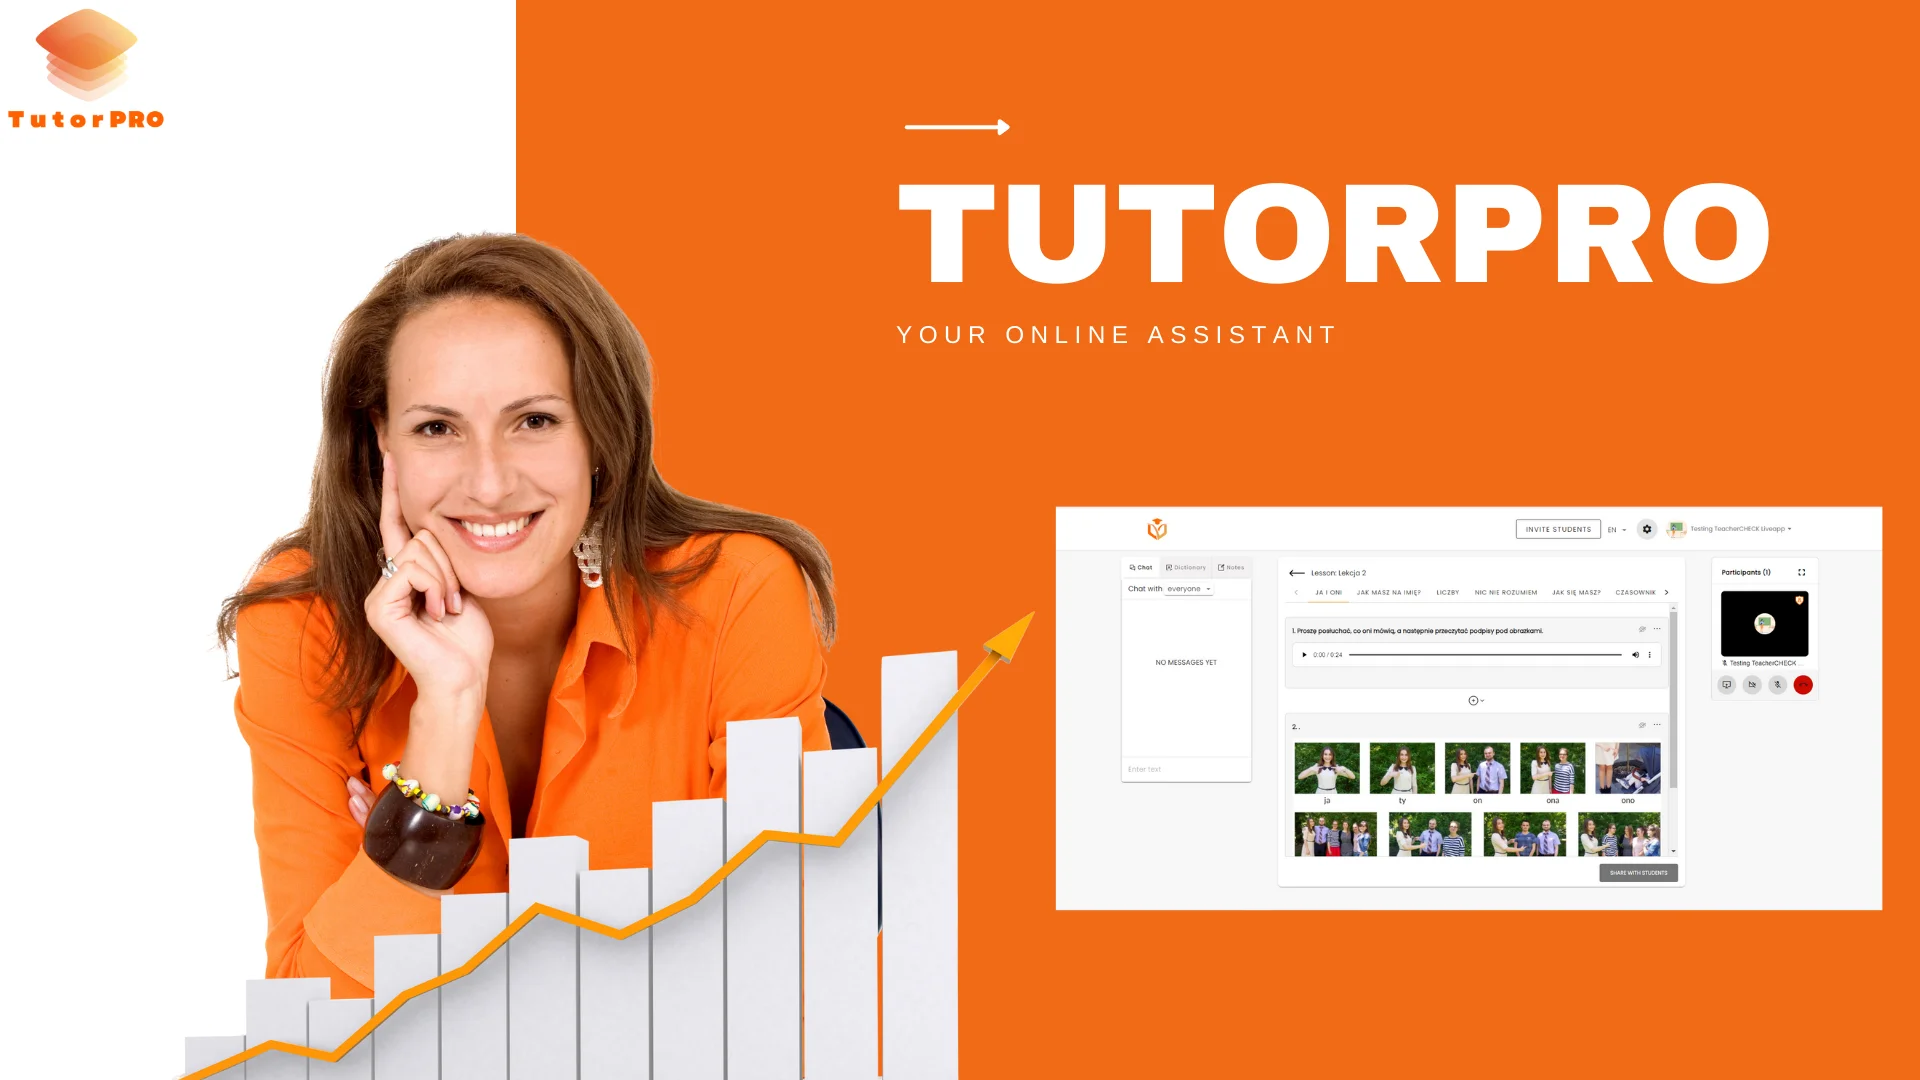 TutorPRO
TUTORPRO
YOUR ONLINE ASSISTANT
INVITE STUDENTS
EN
Testing TeacherCHECK Liveapp
Chat
Dictionary
Notes
Chat with: everyone
NO MESSAGES YET
Enter text
Lesson: Lekcja 2
JA I ONI
JAK MASZ NA IMIĘ?
LICZBY
NIC NIE ROZUMIEM
JAK SIĘ MASZ?
CZASOWNIK
1. Proszę posłuchać, co oni mówią, a następnie przeczytać podpisy pod obrazkami.
0:00 / 0:24
2. .
ja
ty
on
ona
ono
SHARE WITH STUDENTS
Participants (1)
Testing TeacherCHECK ...